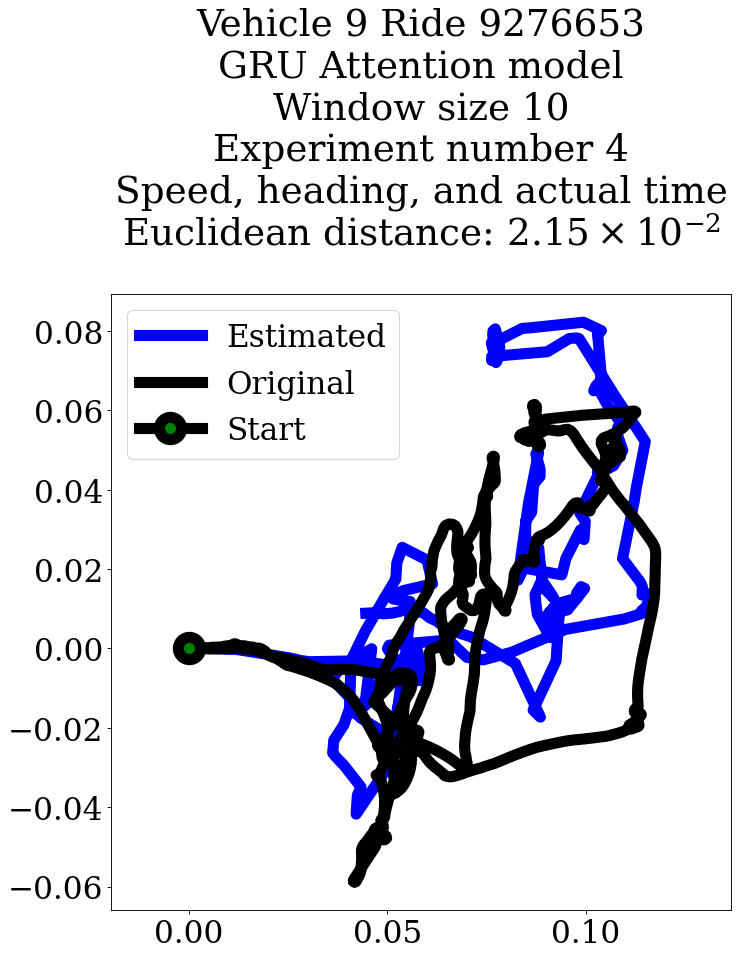 Vehicle 9 Ride 9276653
GRU Attention model
Window size 10
Experiment number 4
Speed, heading, and actual time
Euclidean distance: 2.15 × 10⁻²
Estimated
Original
Start
0.08
0.06
0.04
0.02
0.00
−0.02
−0.04
−0.06
0.00 0.05 0.10